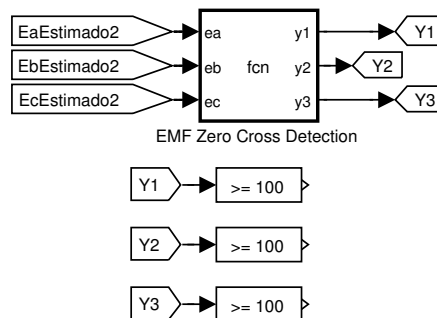 EaEstimado2 ea y1 Y1
EbEstimado2 eb fcn y2 Y2
EcEstimado2 ec y3 Y3
EMF Zero Cross Detection
Y1 >= 100
Y2 >= 100
Y3 >= 100